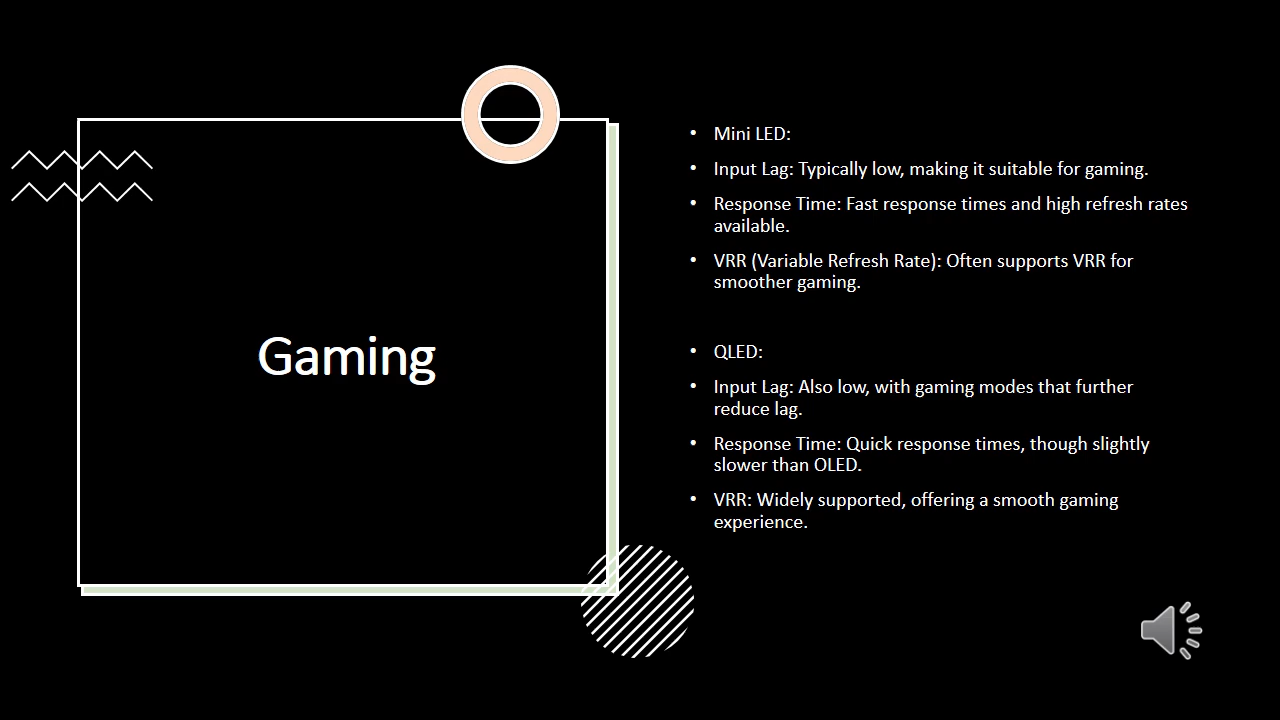 Gaming
• Mini LED:
• Input Lag: Typically low, making it suitable for gaming.
• Response Time: Fast response times and high refresh rates
available.
• VRR (Variable Refresh Rate): Often supports VRR for
smoother gaming.
• QLED:
• Input Lag: Also low, with gaming modes that further
reduce lag.
• Response Time: Quick response times, though slightly
slower than OLED.
• VRR: Widely supported, offering a smooth gaming
experience.